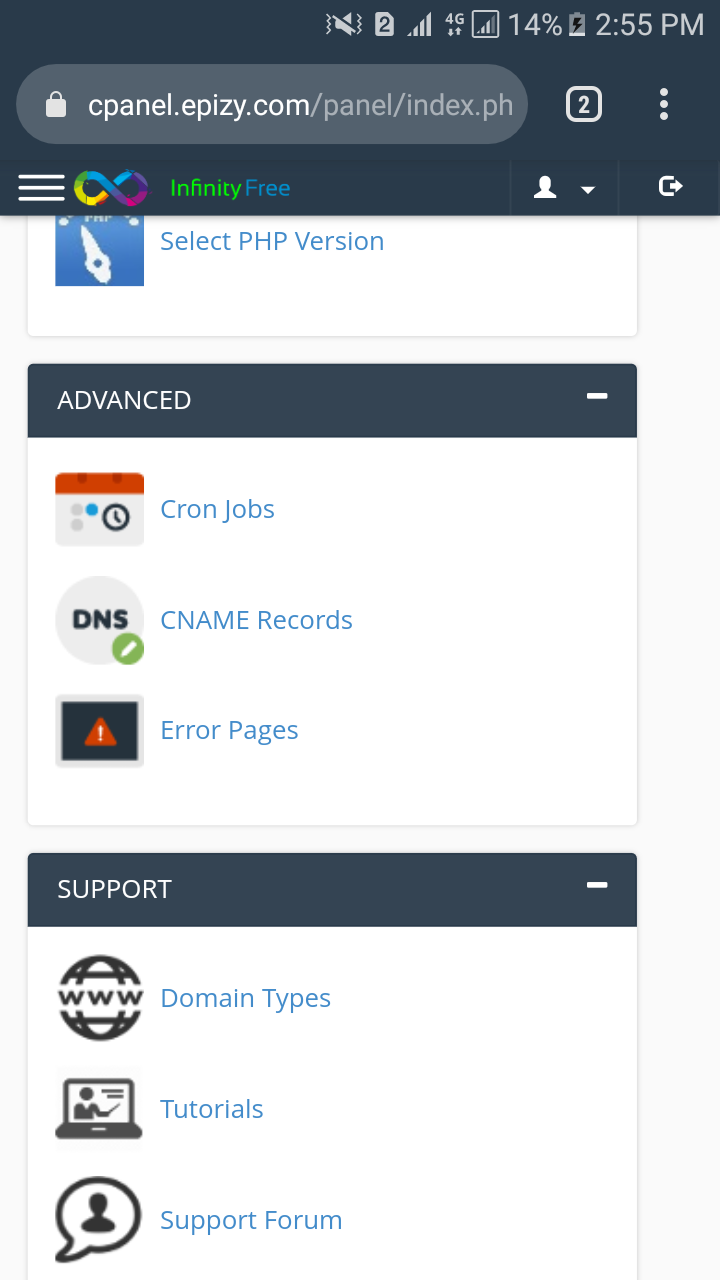 2 4G 14% 2:55 PM
cpanel.epizy.com/panel/index.ph 2
InfinityFree
PHP
Select PHP Version
ADVANCED
Cron Jobs
DNS CNAME Records
Error Pages
SUPPORT
www Domain Types
Tutorials
Support Forum